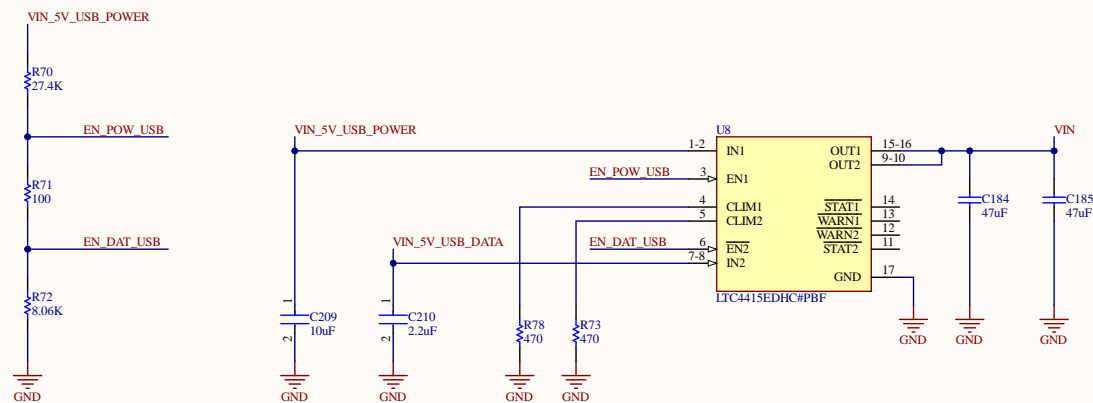 VIN_5V_USB_POWER
R70
27.4K
EN_POW_USB
R71
100
EN_DAT_USB
R72
8.06K
GND
VIN_5V_USB_POWER
EN_POW_USB
VIN_5V_USB_DATA
EN_DAT_USB
1
C209
10uF
2
GND
1
C210
2.2uF
2
GND
R78
470
GND
R73
470
GND
U8
1-2 IN1 OUT1 15-16
OUT2 9-10
3 EN1
4 CLIM1 STAT1 14
5 CLIM2 WARN1 13
WARN2 12
6 EN2 STAT2 11
7-8 IN2
GND 17
LTC4415EDHC#PBF
GND
VIN
C184
47uF
GND
C185
47uF
GND